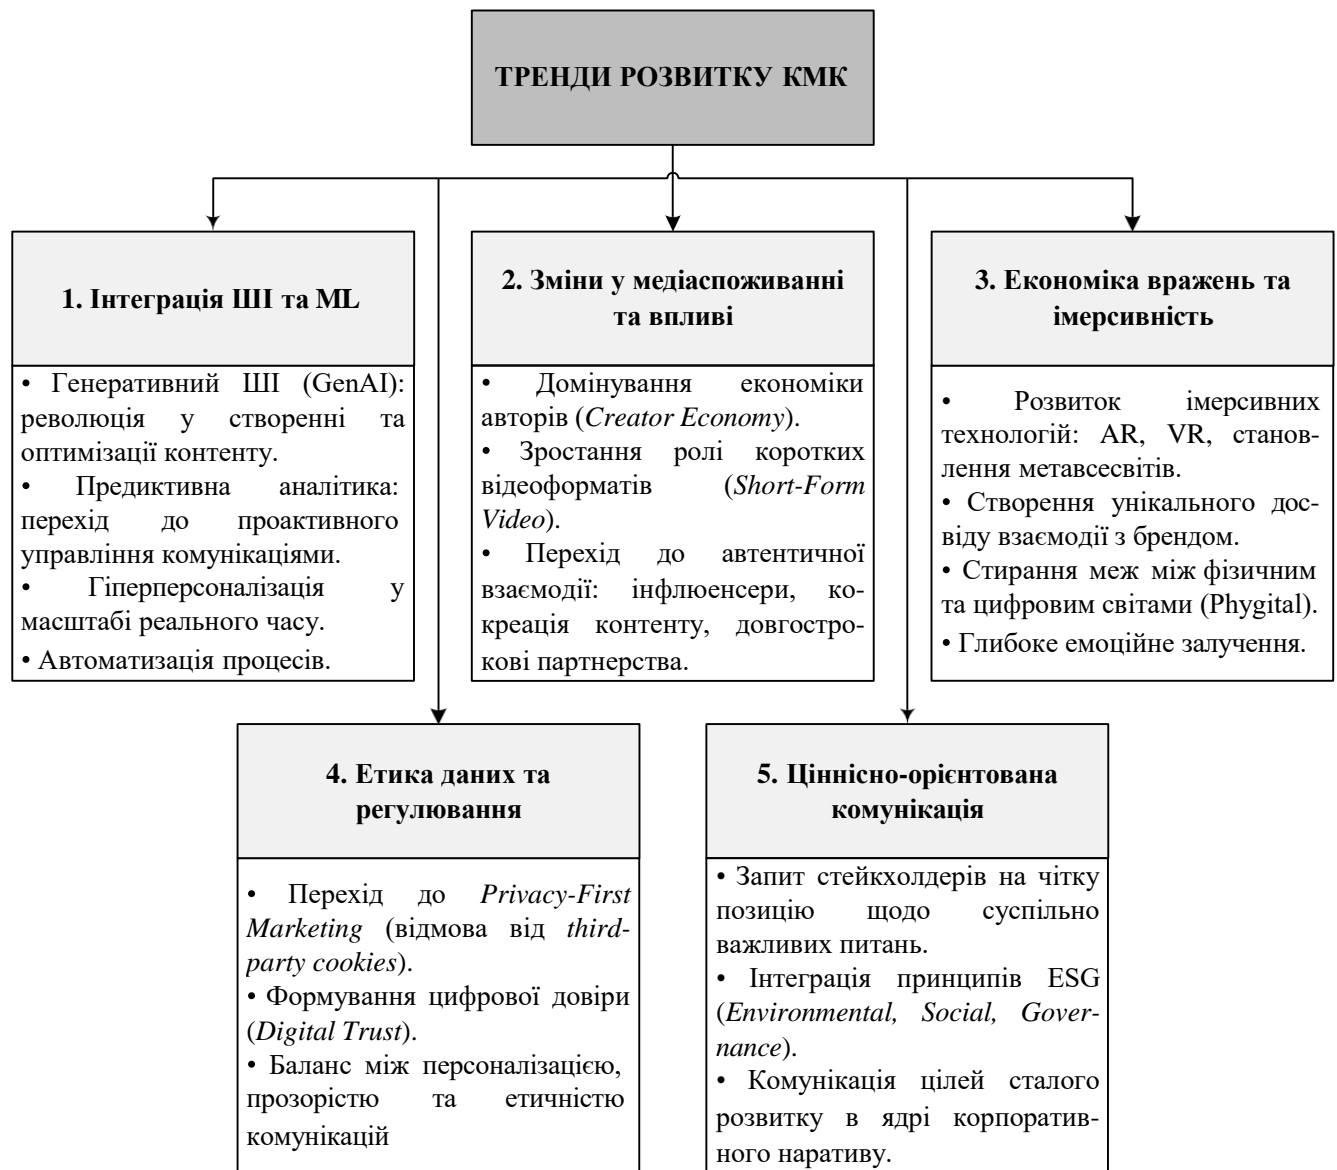 ТРЕНДИ РОЗВИТКУ КМК
1. Інтеграція ШІ та ML
• Генеративний ШІ (GenAI):
революція у створенні та
оптимізації контенту.
• Предиктивна аналітика:
перехід до проактивного
управління комунікаціями.
• Гіперперсоналізація у
масштабі реального часу.
• Автоматизація процесів.
2. Зміни у медіаспоживанні
та впливі
• Домінування економіки
авторів (Creator Economy).
• Зростання ролі коротких
відеоформатів (Short-Form
Video).
• Перехід до автентичної
взаємодії: інфлюенсери, ко-
креація контенту, довгостро-
кові партнерства.
3. Економіка вражень та
імерсивність
• Розвиток імерсивних
технологій: AR, VR, станов-
лення метавсесвітів.
• Створення унікального дос-
віду взаємодії з брендом.
• Стирання меж між фізичним
та цифровим світами (Phygital).
• Глибоке емоційне залучення.
4. Етика даних та
регулювання
• Перехід до Privacy-First
Marketing (відмова від third-
party cookies).
• Формування цифрової довіри
(Digital Trust).
• Баланс між персоналізацією,
прозорістю та етичністю
комунікацій
5. Ціннісно-орієнтована
комунікація
• Запит стейкхолдерів на чітку
позицію щодо суспільно
важливих питань.
• Інтеграція принципів ESG
(Environmental, Social, Gover-
nance).
• Комунікація цілей сталого
розвитку в ядрі корпоратив-
ного наративу.